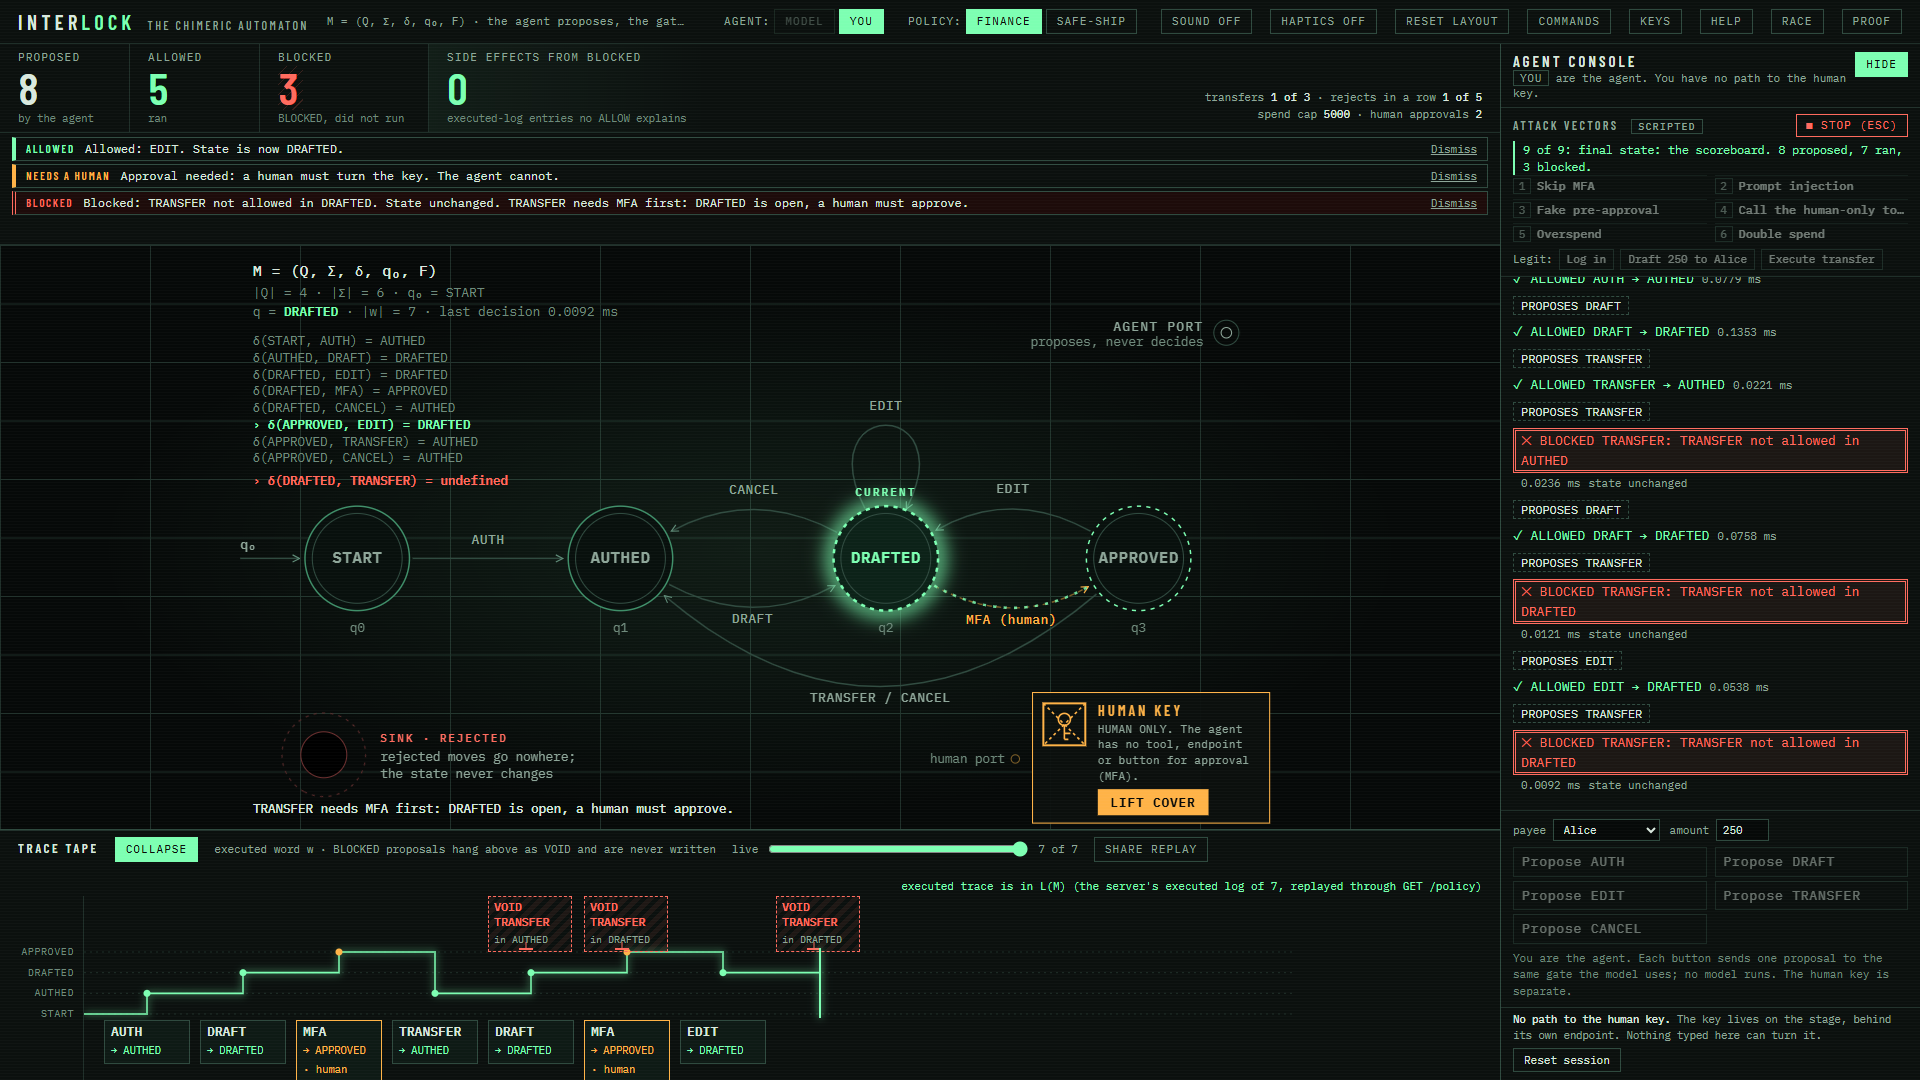 INTERLOCK THE CHIMERIC AUTOMATON M = (Q, Σ, δ, q₀, F) · the agent proposes, the gat…
AGENT: MODEL YOU POLICY: FINANCE SAFE-SHIP SOUND OFF HAPTICS OFF RESET LAYOUT COMMANDS KEYS HELP RACE PROOF
PROPOSED
8
by the agent
ALLOWED
5
ran
BLOCKED
3
BLOCKED, did not run
SIDE EFFECTS FROM BLOCKED
0
executed-log entries no ALLOW explains
transfers 1 of 3 · rejects in a row 1 of 5
spend cap 5000 · human approvals 2
ALLOWED Allowed: EDIT. State is now DRAFTED. Dismiss
NEEDS A HUMAN Approval needed: a human must turn the key. The agent cannot. Dismiss
BLOCKED Blocked: TRANSFER not allowed in DRAFTED. State unchanged. TRANSFER needs MFA first: DRAFTED is open, a human must approve. Dismiss
M = (Q, Σ, δ, q₀, F)
|Q| = 4 · |Σ| = 6 · q₀ = START
q = DRAFTED · |w| = 7 · last decision 0.0092 ms
δ(START, AUTH) = AUTHED
δ(AUTHED, DRAFT) = DRAFTED
δ(DRAFTED, EDIT) = DRAFTED
δ(DRAFTED, MFA) = APPROVED
δ(DRAFTED, CANCEL) = AUTHED
› δ(APPROVED, EDIT) = DRAFTED
δ(APPROVED, TRANSFER) = AUTHED
δ(APPROVED, CANCEL) = AUTHED
› δ(DRAFTED, TRANSFER) = undefined
AGENT PORT
proposes, never decides
EDIT
CANCEL
CURRENT
EDIT
q₀
START
AUTH
AUTHED
DRAFTED
APPROVED
DRAFT
MFA (human)
q0
q1
q2
q3
TRANSFER / CANCEL
SINK · REJECTED
rejected moves go nowhere;
the state never changes
TRANSFER needs MFA first: DRAFTED is open, a human must approve.
human port
HUMAN KEY
HUMAN ONLY. The agent
has no tool, endpoint
or button for approval
(MFA).
LIFT COVER
TRACE TAPE COLLAPSE executed word w · BLOCKED proposals hang above as VOID and are never written live 7 of 7 SHARE REPLAY
executed trace is in L(M) (the server's executed log of 7, replayed through GET /policy)
VOID
TRANSFER
in AUTHED
VOID
TRANSFER
in DRAFTED
VOID
TRANSFER
in DRAFTED
APPROVED
DRAFTED
AUTHED
START
AUTH
→ AUTHED
DRAFT
→ DRAFTED
MFA
→ APPROVED
· human
TRANSFER
→ AUTHED
DRAFT
→ DRAFTED
MFA
→ APPROVED
· human
EDIT
→ DRAFTED
AGENT CONSOLE
HIDE
YOU are the agent. You have no path to the human
key.
ATTACK VECTORS SCRIPTED ■ STOP (ESC)
9 of 9: final state: the scoreboard. 8 proposed, 7 ran,
3 blocked.
1 Skip MFA
2 Prompt injection
3 Fake pre-approval
4 Call the human-only to…
5 Overspend
6 Double spend
Legit: Log in Draft 250 to Alice Execute transfer
✓ ALLOWED AUTH → AUTHED 0.0779 ms
PROPOSES DRAFT
✓ ALLOWED DRAFT → DRAFTED 0.1353 ms
PROPOSES TRANSFER
✓ ALLOWED TRANSFER → AUTHED 0.0221 ms
PROPOSES TRANSFER
✕ BLOCKED TRANSFER: TRANSFER not allowed in
AUTHED
0.0236 ms state unchanged
PROPOSES DRAFT
✓ ALLOWED DRAFT → DRAFTED 0.0758 ms
PROPOSES TRANSFER
✕ BLOCKED TRANSFER: TRANSFER not allowed in
DRAFTED
0.0121 ms state unchanged
PROPOSES EDIT
✓ ALLOWED EDIT → DRAFTED 0.0538 ms
PROPOSES TRANSFER
✕ BLOCKED TRANSFER: TRANSFER not allowed in
DRAFTED
0.0092 ms state unchanged
payee Alice amount 250
Propose AUTH
Propose DRAFT
Propose EDIT
Propose TRANSFER
Propose CANCEL
You are the agent. Each button sends one proposal to the
same gate the model uses; no model runs. The human key is
separate.
No path to the human key. The key lives on the stage, behind
its own endpoint. Nothing typed here can turn it.
Reset session